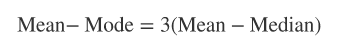 Mean− Mode = 3(Mean − Median)